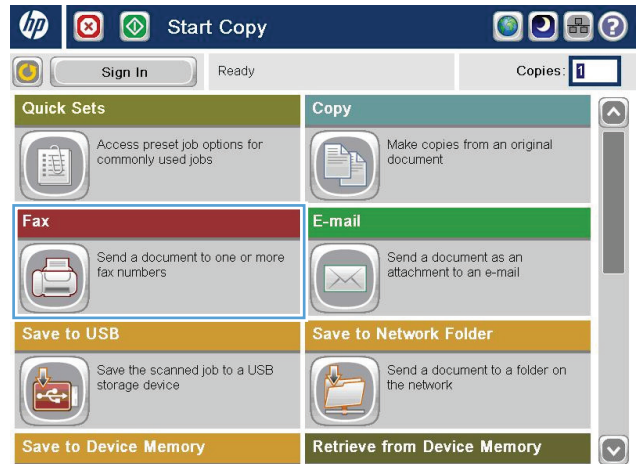 hp Start Copy ?
Sign In Ready Copies: 1
Quick Sets
Access preset job options for
commonly used jobs
Copy
Make copies from an original
document
Fax
Send a document to one or more
fax numbers
E-mail
Send a document as an
attachment to an e-mail
Save to USB
Save the scanned job to a USB
storage device
Save to Network Folder
Send a document to a folder on
the network
Save to Device Memory
Retrieve from Device Memory